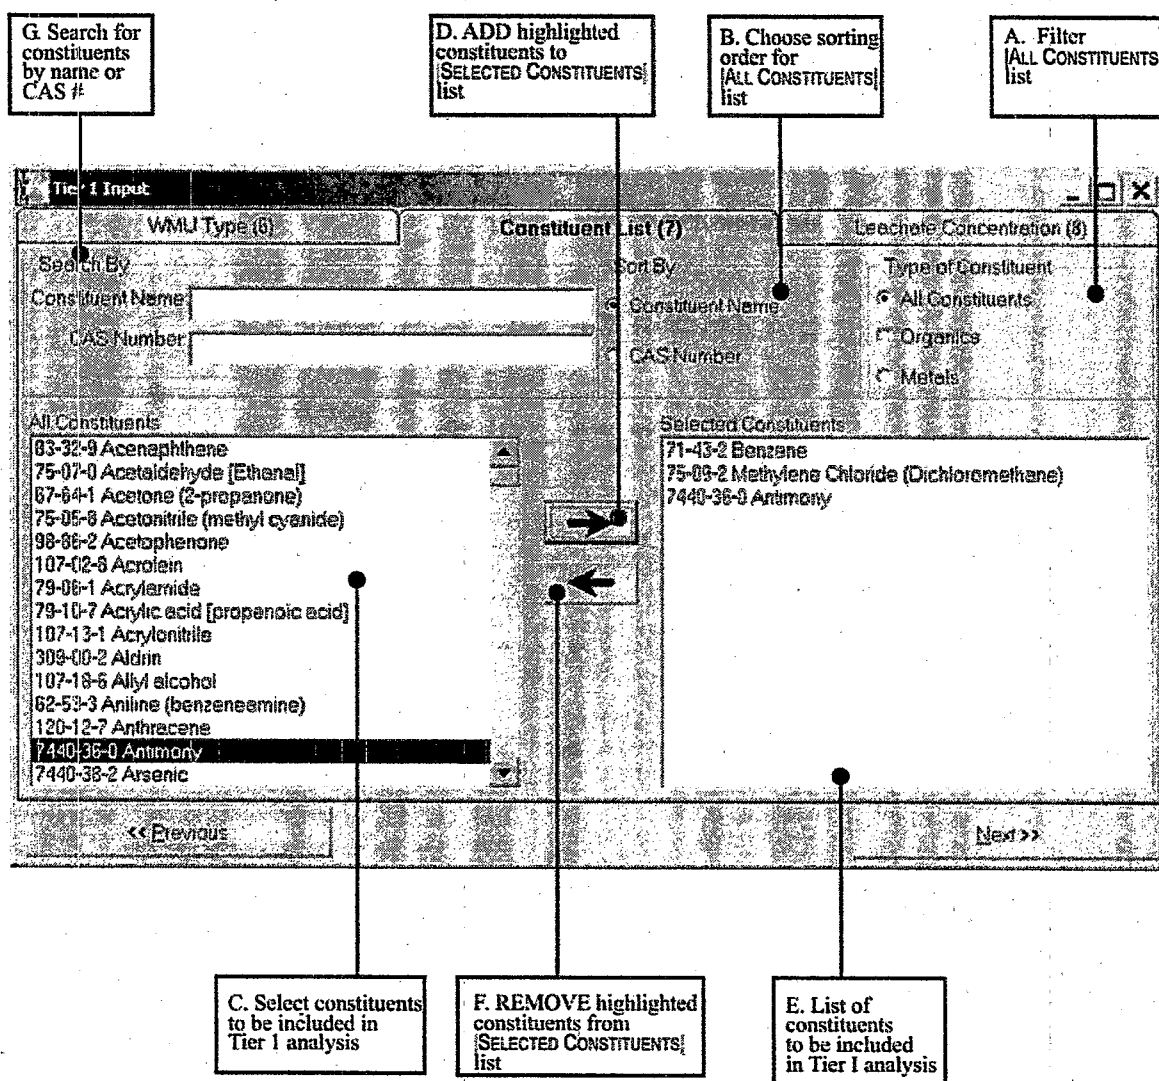 G. Search for
constituents
by name or
CAS #
D. ADD highlighted
constituents to
[SELECTED CONSTITUENTS]
list
B. Choose sorting
order for
[ALL CONSTITUENTS]
list
A. Filter
[ALL CONSTITUENTS]
list
Tier 1 Input
WMU Type (6)
Constituent List (7)
Leachate Concentration (8)
Search By
Sort By
Type of Constituent
Constituent Name
Constituent Name
All Constituents
CAS Number
CAS Number
Organics
Metals
All Constituents
Selected Constituents
83-32-9 Acenaphthene
75-07-0 Acetaldehyde [Ethanal]
67-64-1 Acetone (2-propanone)
75-05-8 Acetonitrile (methyl cyanide)
98-86-2 Acetophenone
107-02-8 Acrolein
79-06-1 Acrylamide
79-10-7 Acrylic acid [propenoic acid]
107-13-1 Acrylonitrile
309-00-2 Aldrin
107-18-6 Allyl alcohol
62-53-3 Aniline (benzeneamine)
120-12-7 Anthracene
7440-36-0 Antimony
7440-38-2 Arsenic
71-43-2 Benzene
75-09-2 Methylene Chloride (Dichloromethane)
7440-36-0 Antimony
<< Previous
Next >>
C. Select constituents
to be included in
Tier 1 analysis
F. REMOVE highlighted
constituents from
[SELECTED CONSTITUENTS]
list
E. List of
constituents
to be included
in Tier I analysis